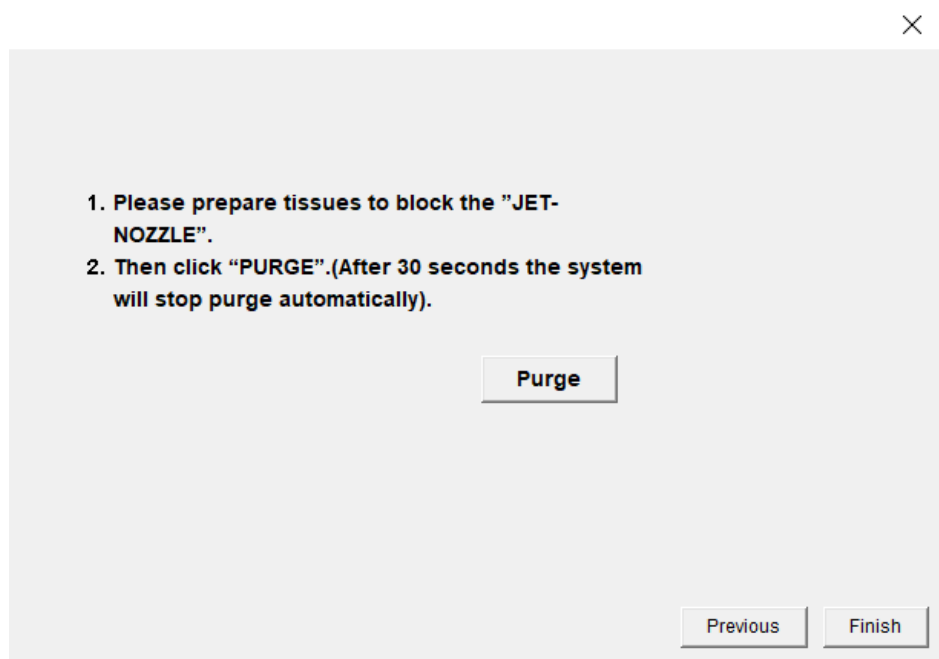 1. Please prepare tissues to block the ”JET-
NOZZLE”.
2. Then click “PURGE”.(After 30 seconds the system
will stop purge automatically).
Purge
Previous
Finish